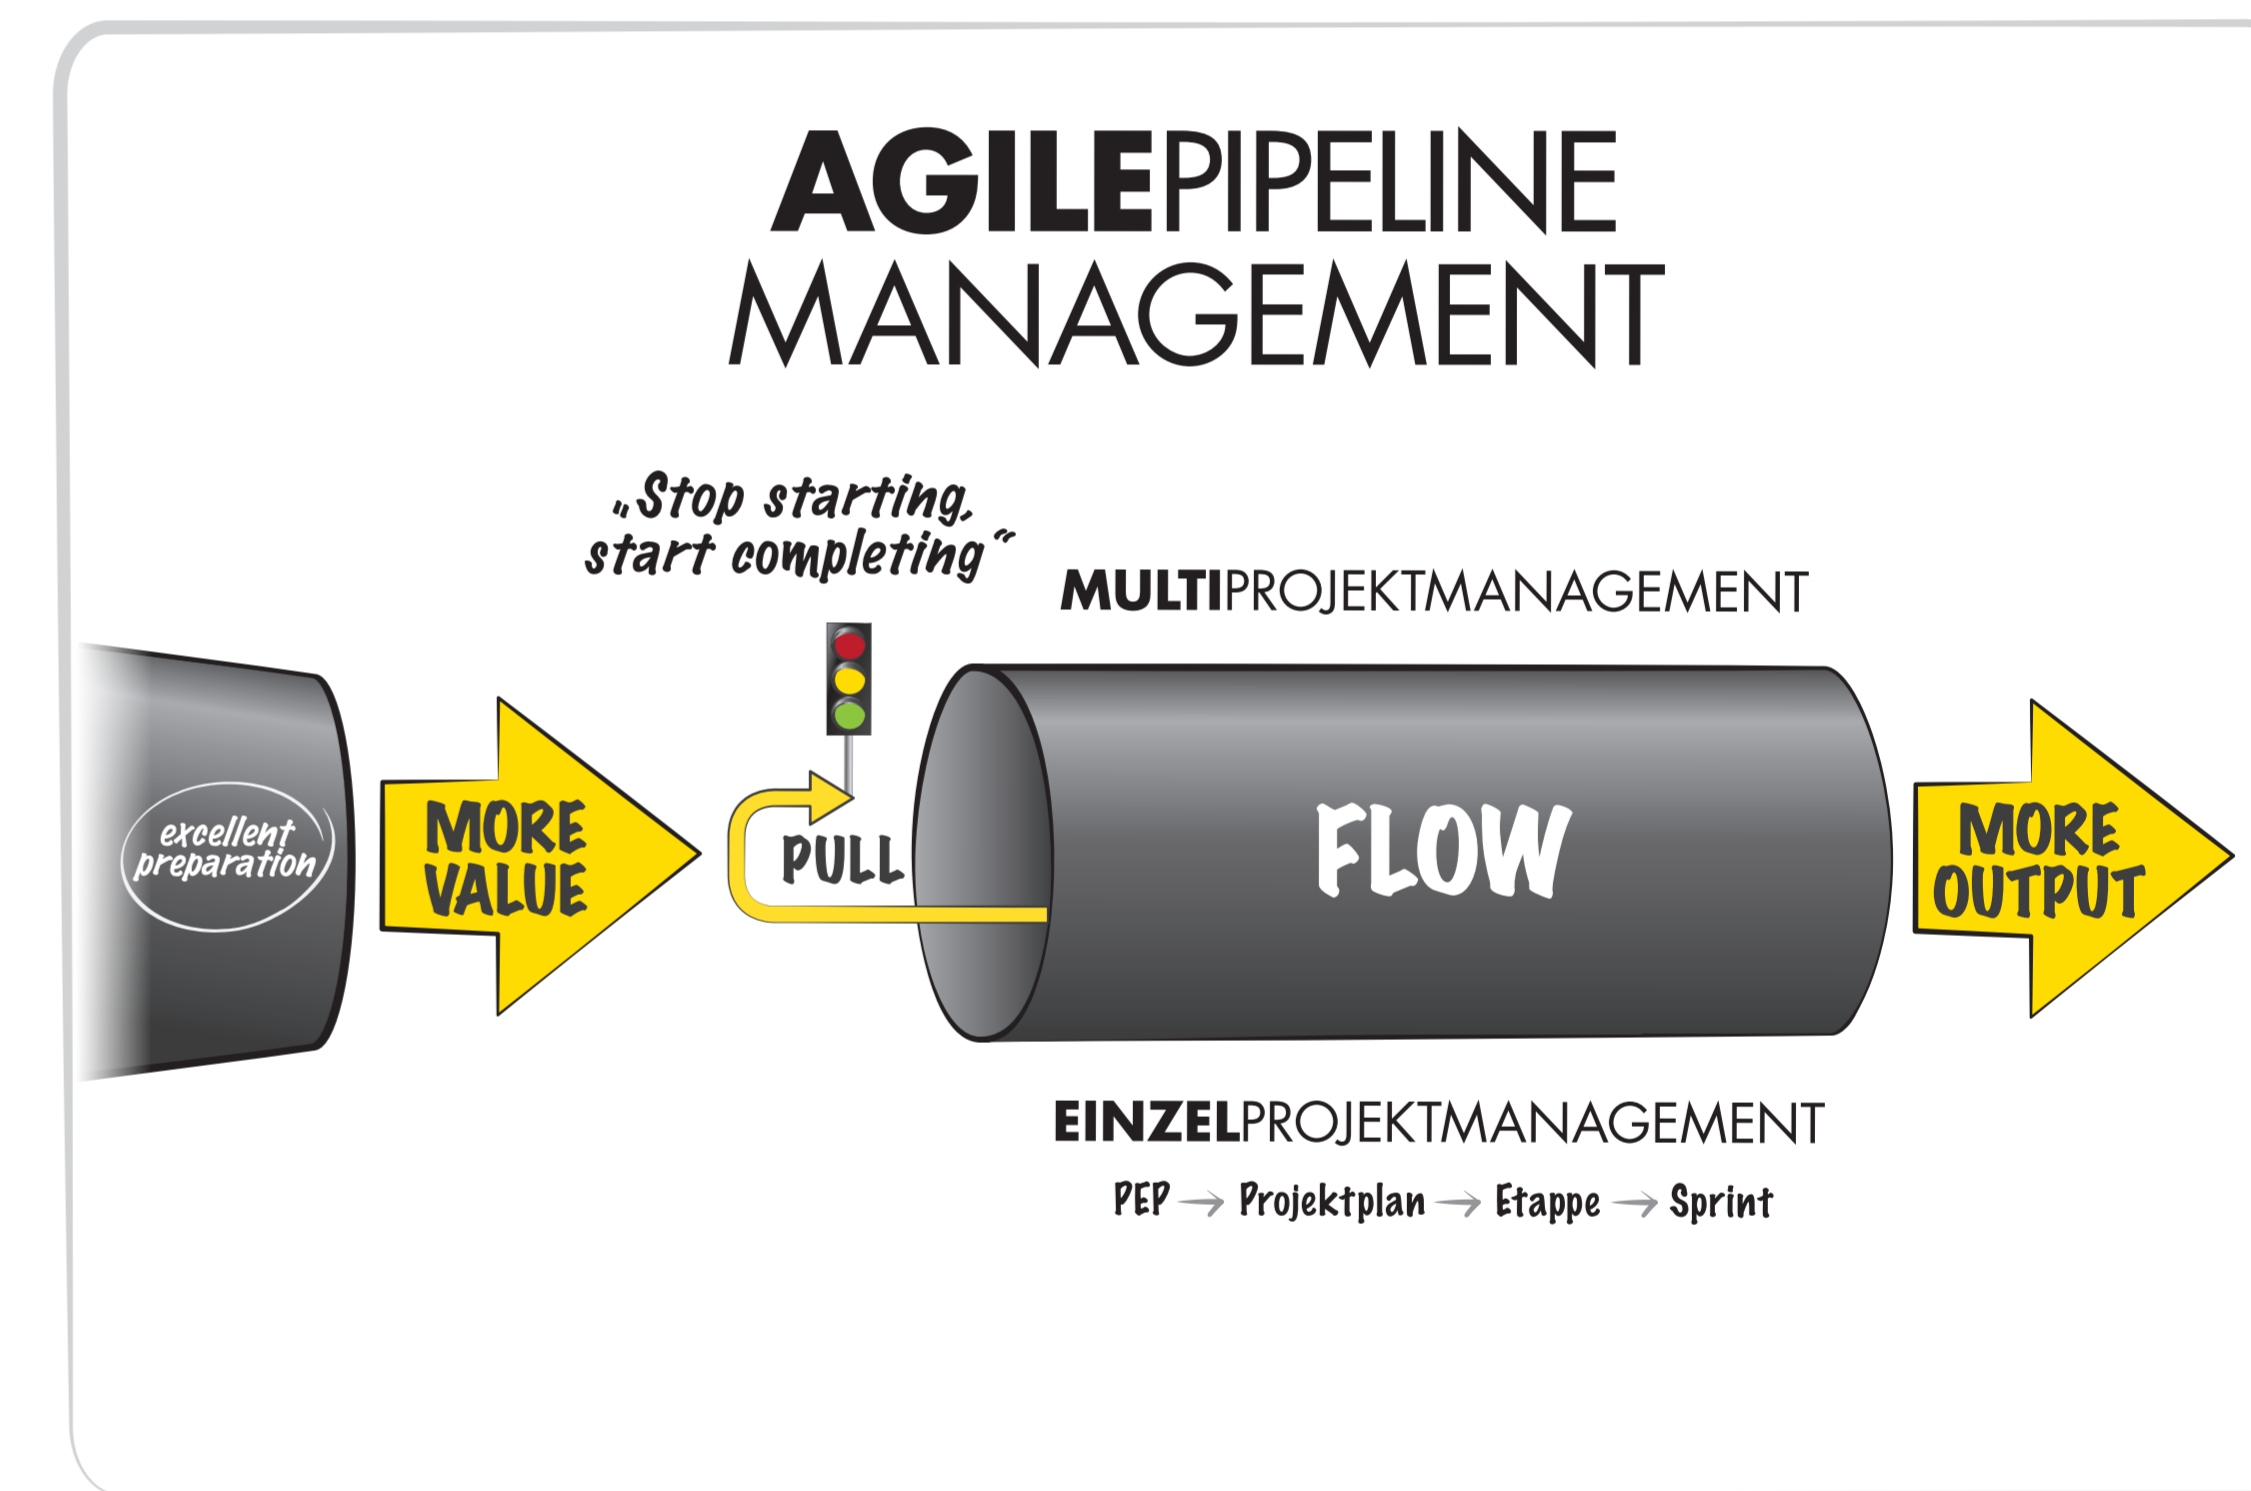 AGILEPIPELINE
MANAGEMENT
„Stop starting,
start completing“
MULTIPROJEKTMANAGEMENT
excellent
preparation
MORE
VALUE
PULL
FLOW
MORE
OUTPUT
EINZELPROJEKTMANAGEMENT
PEP → Projektplan → Etappe → Sprint